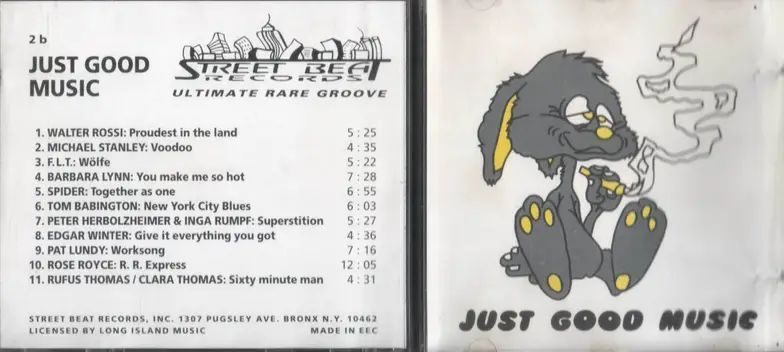 2 b
JUST GOOD
MUSIC
STREET BEAT
RECORDS
ULTIMATE RARE GROOVE
1. WALTER ROSSI: Proudest in the land 5 : 25
2. MICHAEL STANLEY: Voodoo 4 : 35
3. F.L.T.: Wölfe 5 : 22
4. BARBARA LYNN: You make me so hot 7 : 28
5. SPIDER: Together as one 6 : 55
6. TOM BABINGTON: New York City Blues 6 : 03
7. PETER HERBOLZHEIMER & INGA RUMPF: Superstition 5 : 27
8. EDGAR WINTER: Give it everything you got 4 : 36
9. PAT LUNDY: Worksong 7 : 16
10. ROSE ROYCE: R. R. Express 12 : 05
11. RUFUS THOMAS / CLARA THOMAS: Sixty minute man 4 : 31
STREET BEAT RECORDS, INC. 1307 PUGSLEY AVE. BRONX N.Y. 10462
LICENSED BY LONG ISLAND MUSIC MADE IN EEC
JUST GOOD MUSIC